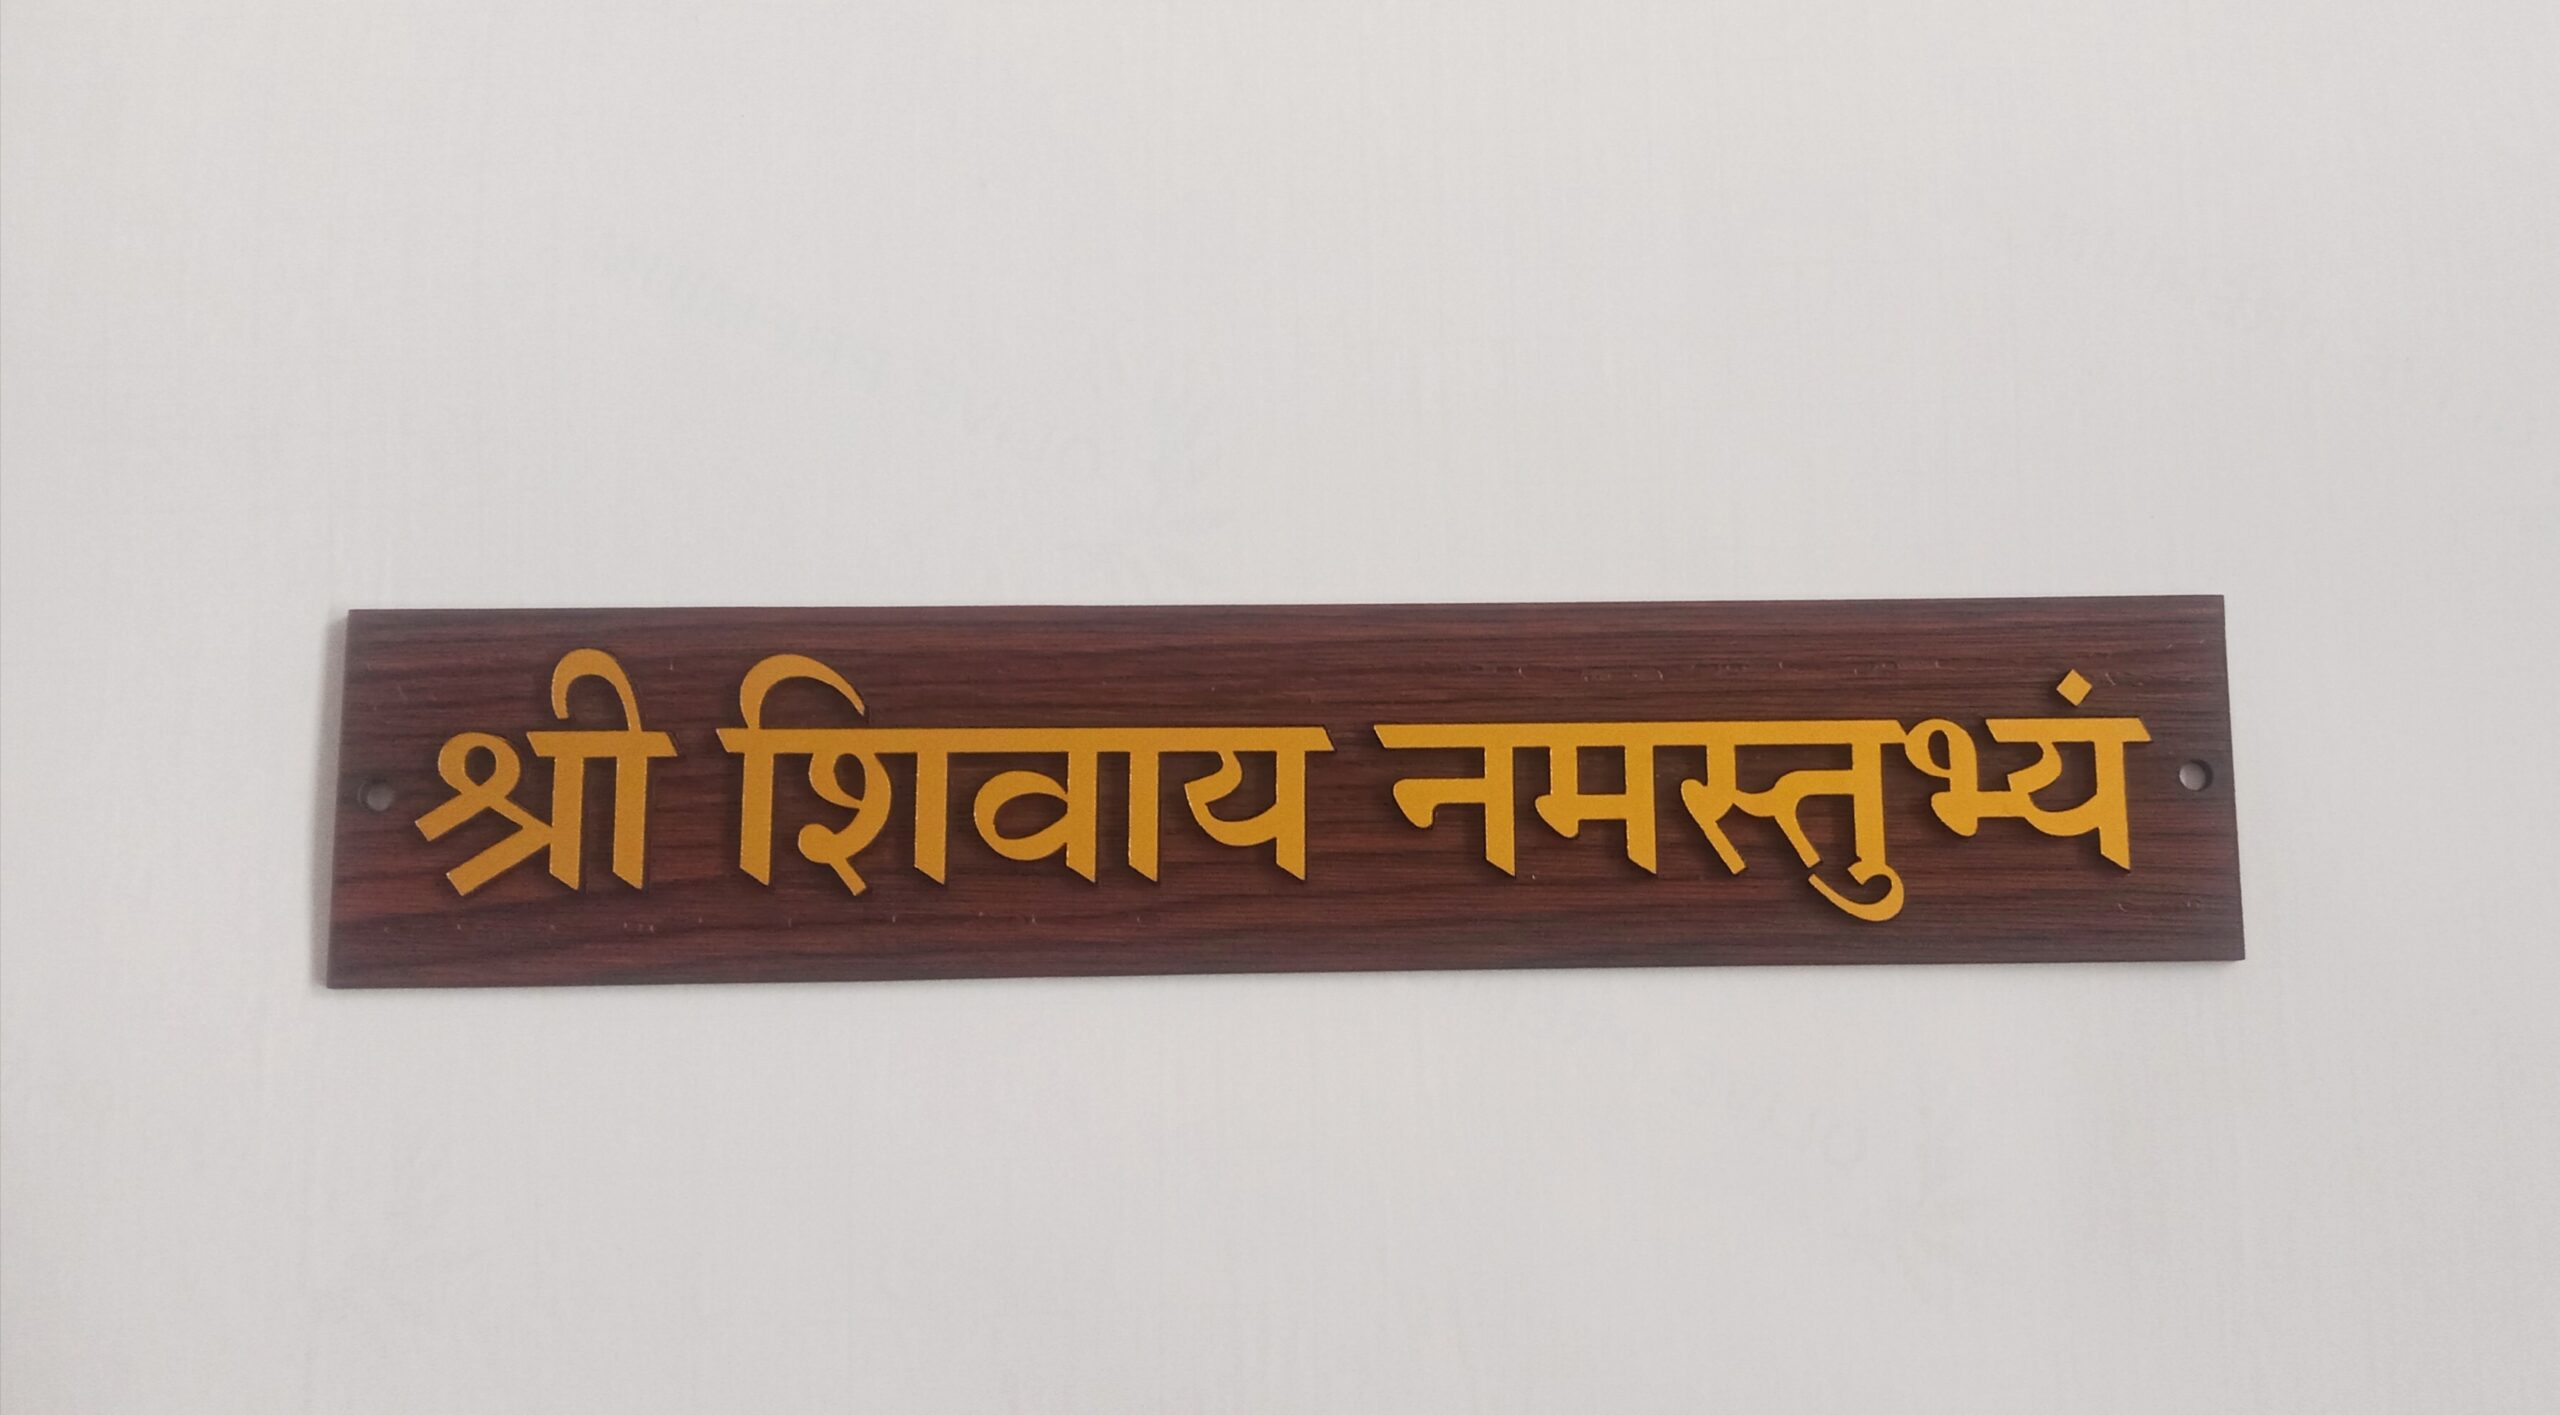 श्री शिवाय नमस्तुभ्यं